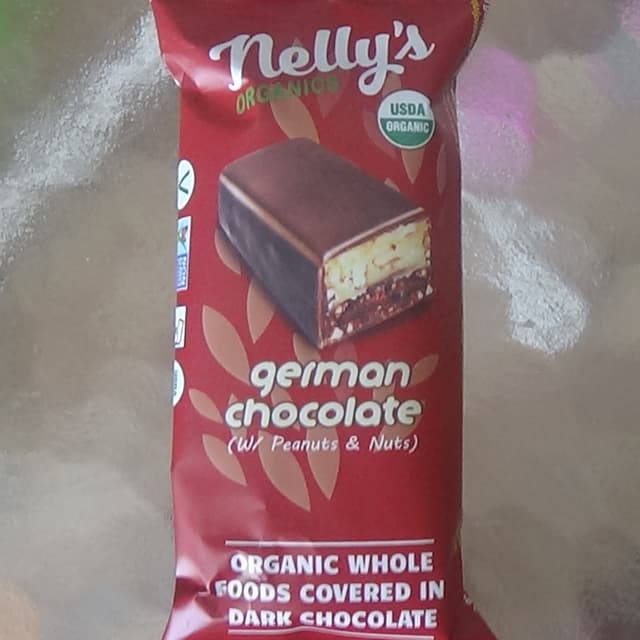 Nelly's
ORGANICS
USDA
ORGANIC
german
chocolate
(W/ Peanuts & Nuts)
ORGANIC WHOLE
FOODS COVERED IN
DARK CHOCOLATE